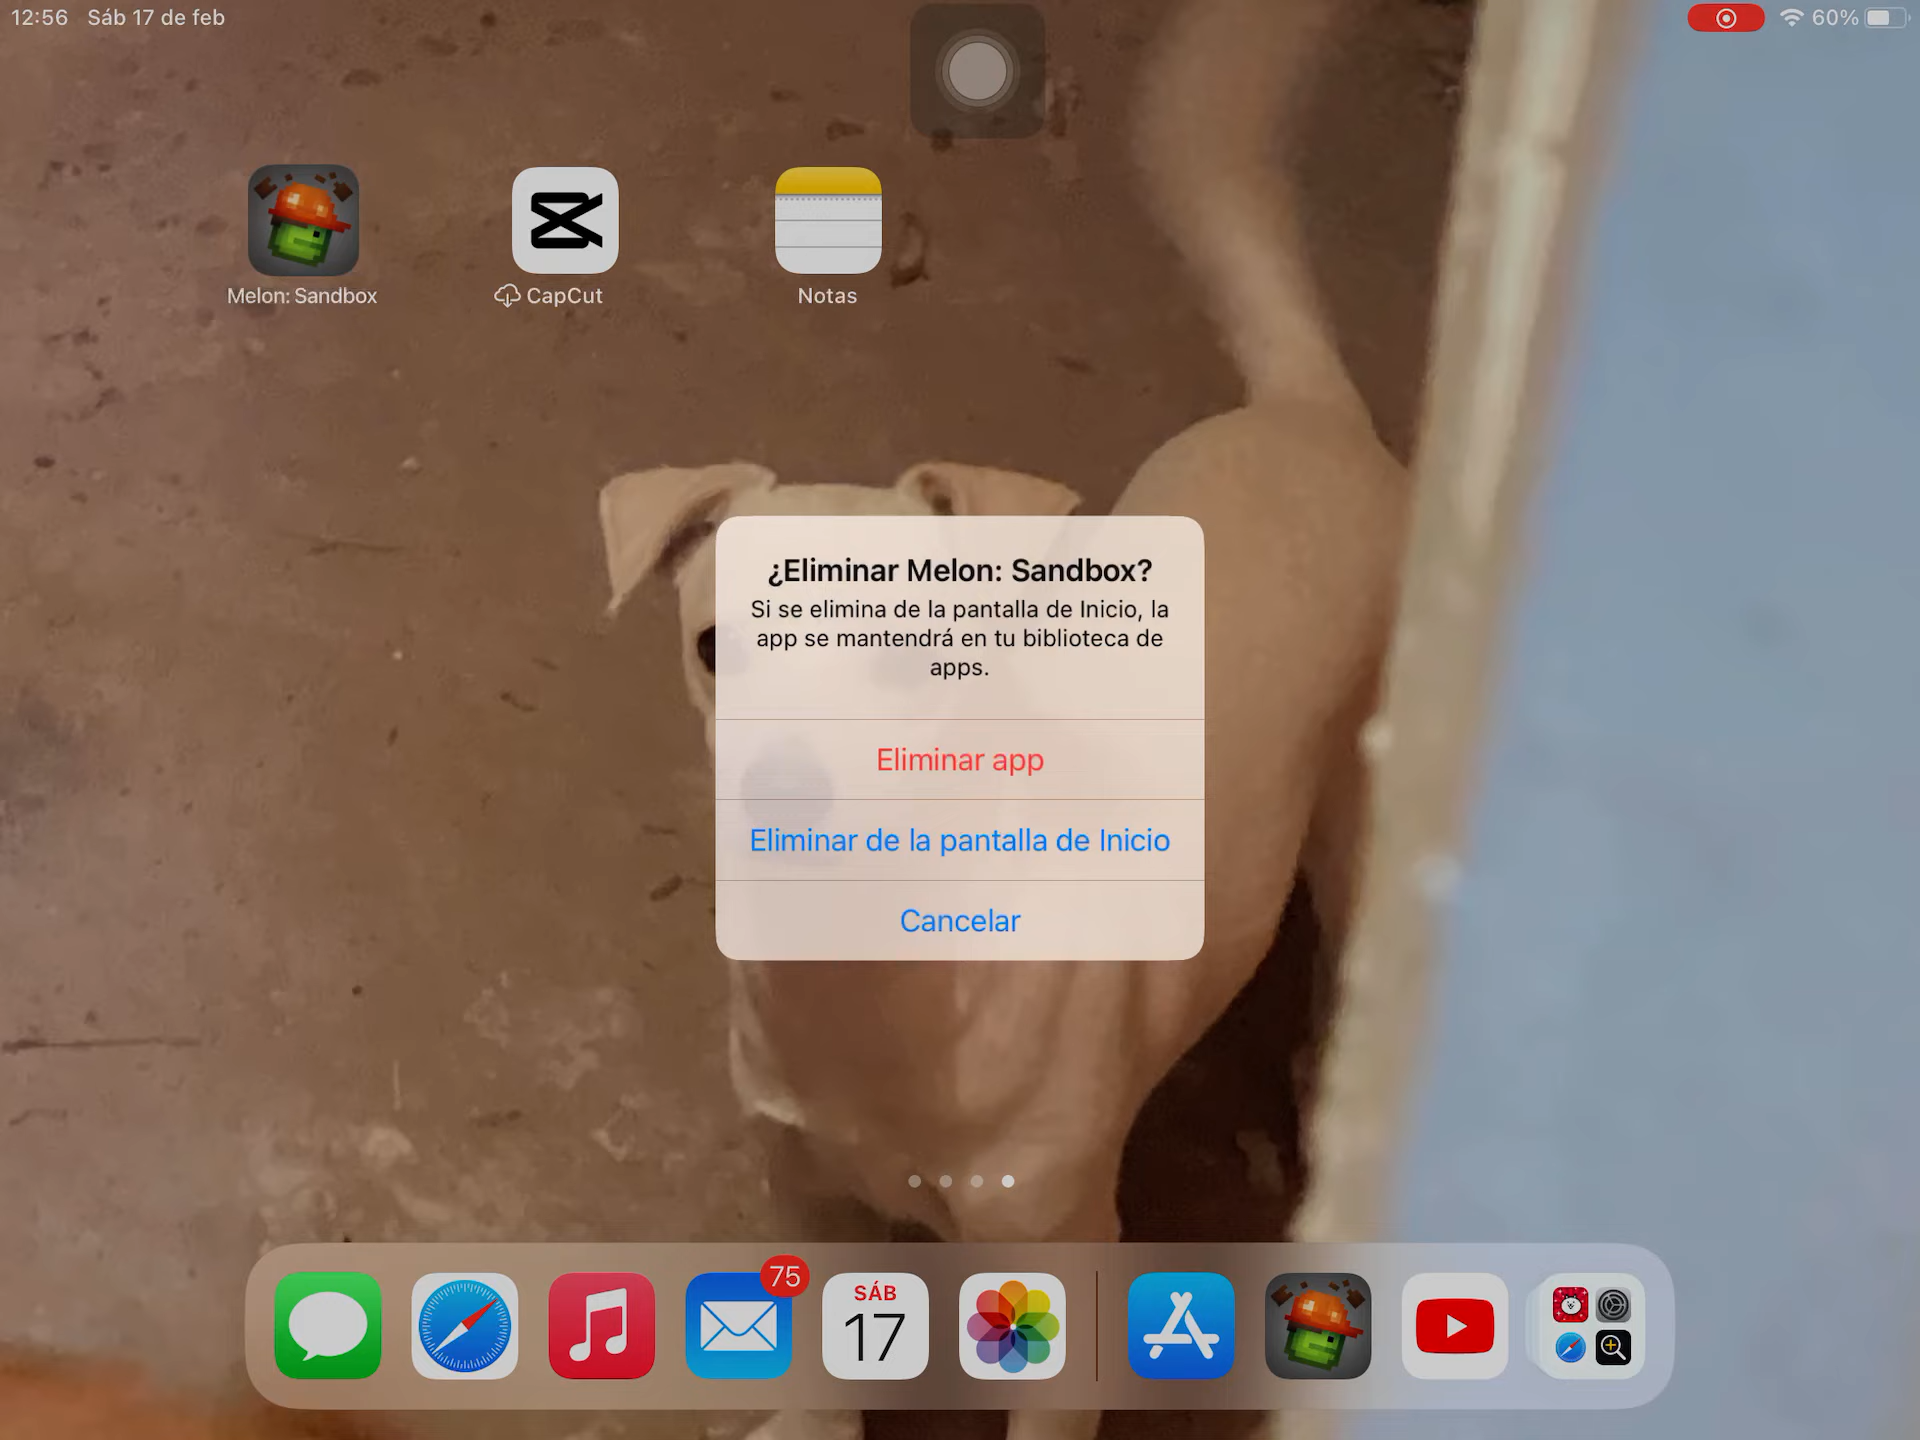 12:56 Sáb 17 de feb
60%
Melon: Sandbox
CapCut
Notas
¿Eliminar Melon: Sandbox?
Si se elimina de la pantalla de Inicio, la
app se mantendrá en tu biblioteca de
apps.
Eliminar app
Eliminar de la pantalla de Inicio
Cancelar
75
SÁB
17